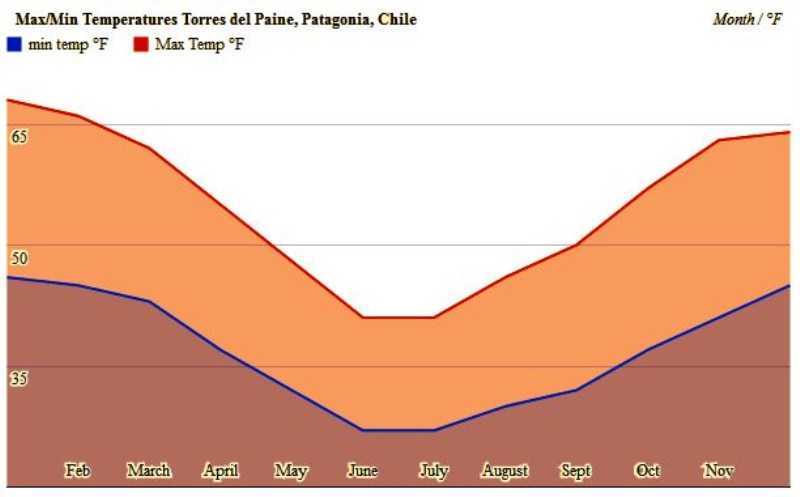 Max/Min Temperatures Torres del Paine, Patagonia, Chile
Month / °F
min temp °F
Max Temp °F
65
50
35
Feb March April May June July August Sept Oct Nov